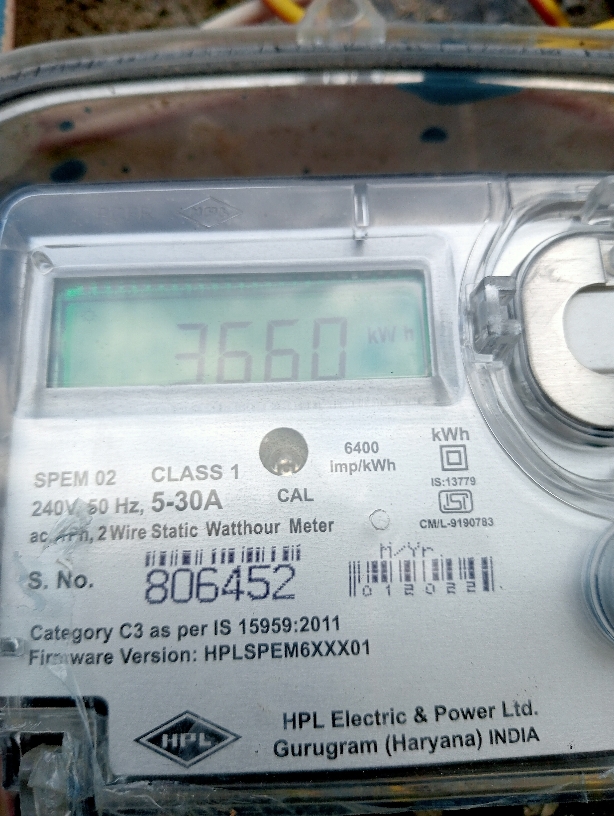 3660 kWh
6400
imp/kWh
kWh
IS:13779
CM/L-9190783
SPEM 02 CLASS 1
CAL
240V, 50 Hz, 5-30A
ac, 1Ph, 2 Wire Static Watthour Meter
M/Yr.
S. No. 806452
012022
Category C3 as per IS 15959:2011
Firmware Version: HPLSPEM6XXX01
HPL
HPL Electric & Power Ltd.
Gurugram (Haryana) INDIA